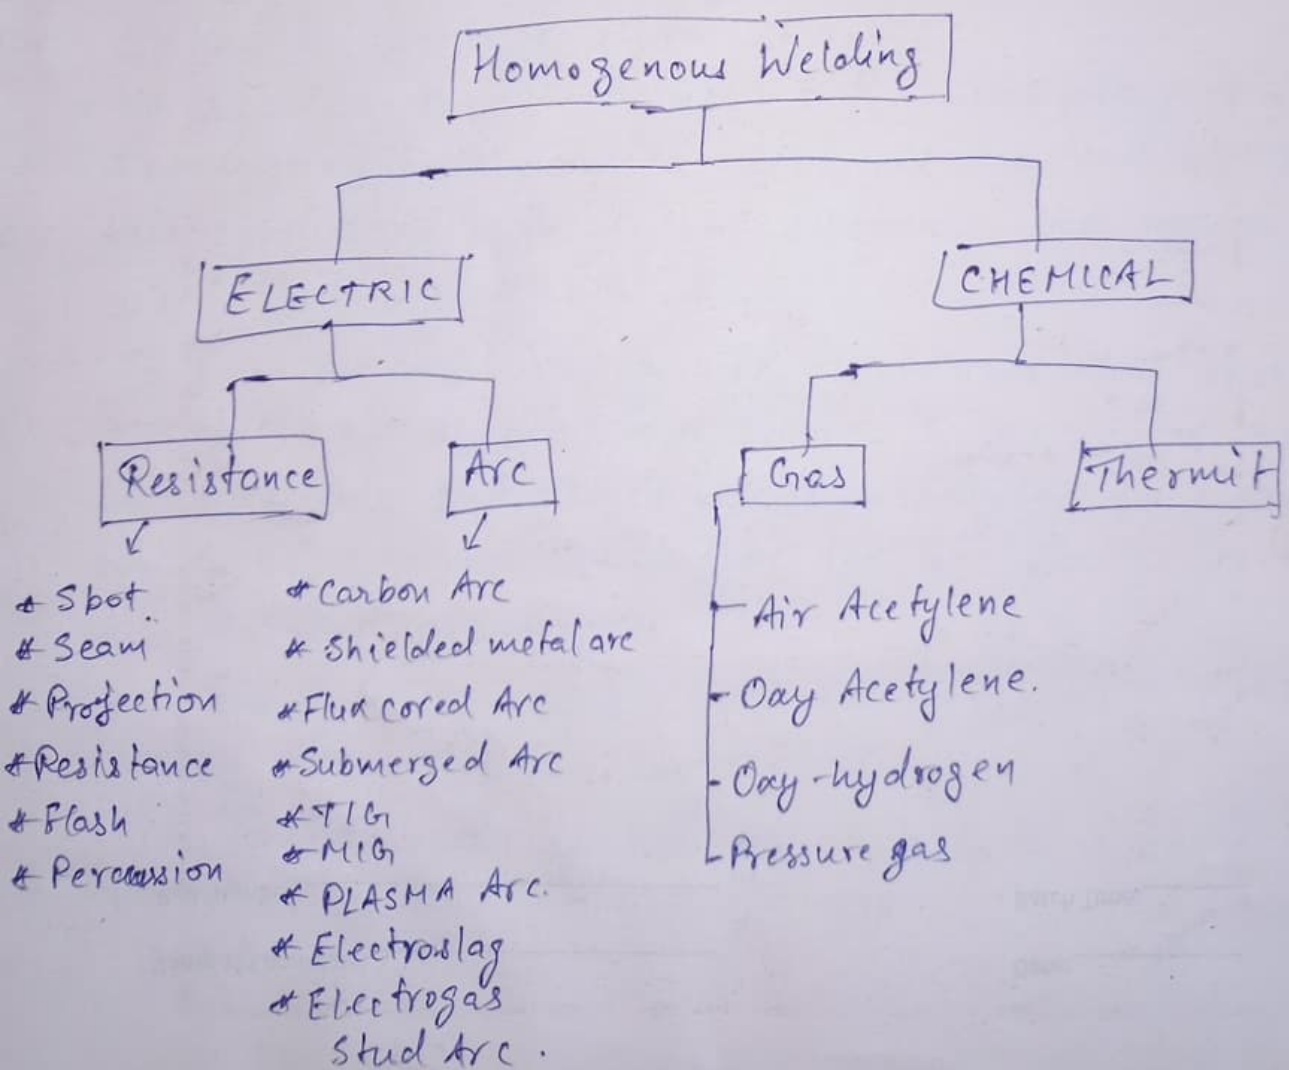 Homogenous Welding
ELECTRIC
CHEMICAL
Resistance
Arc
Gas
Thermit
* Spot.
* Seam
* Projection
* Resistance
* Flash
* Percussion
* Carbon Arc
* Shielded metal arc
* Flux cored Arc
* Submerged Arc
* TIG
* MIG
* PLASMA Arc.
* Electroslag
* Electrogas
Stud Arc.
Air Acetylene
Oxy Acetylene.
Oxy-hydrogen
Pressure gas